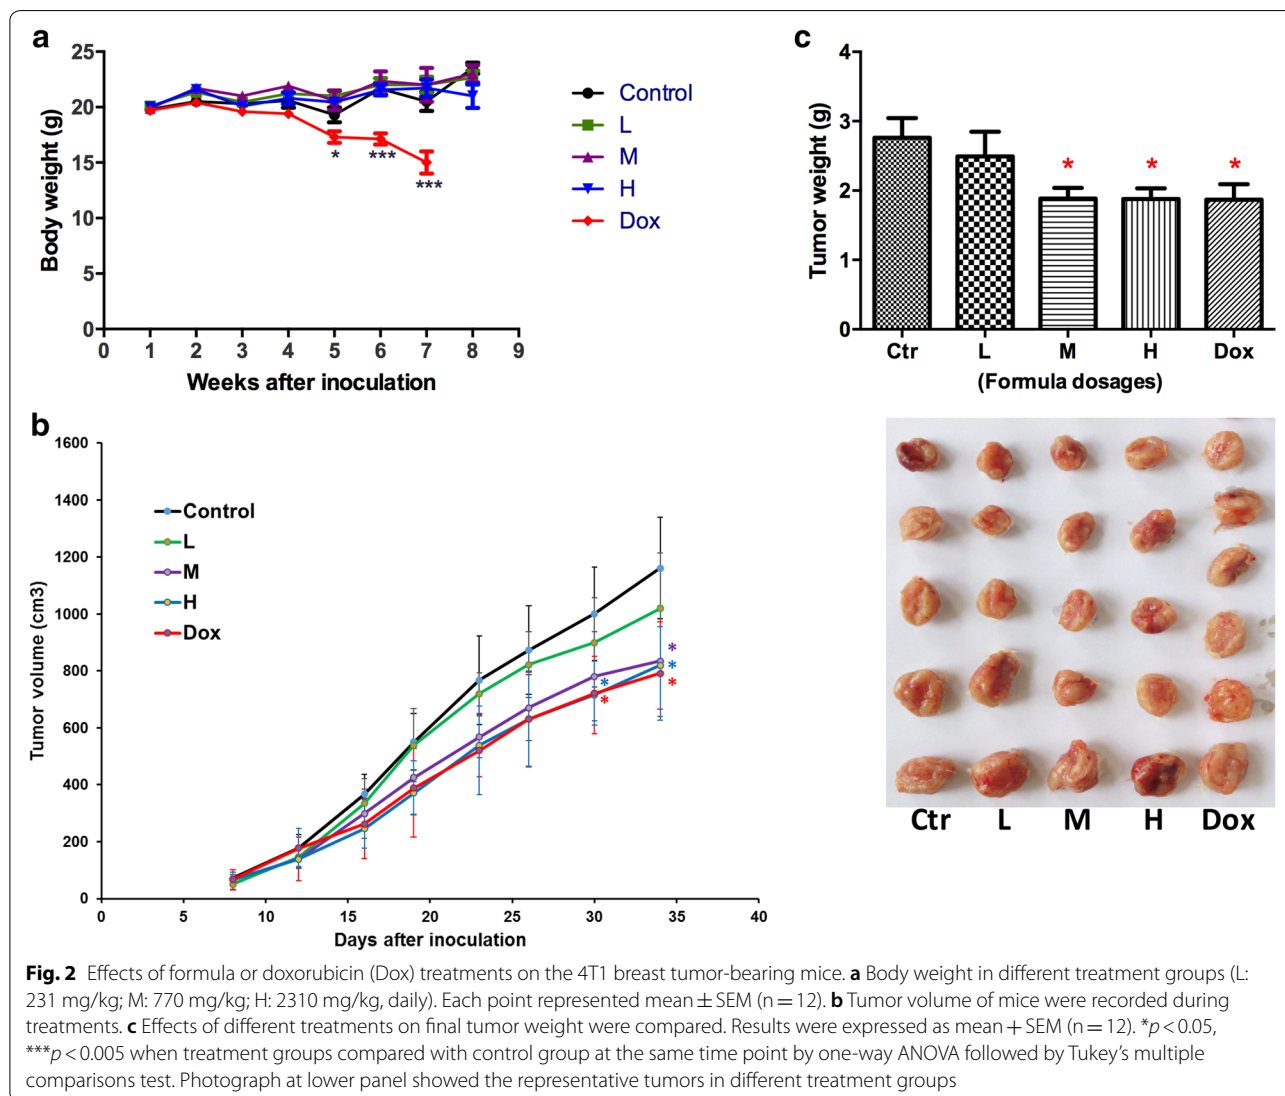 a
25
20
15
10
5
0
Body weight (g)
0 1 2 3 4 5 6 7 8 9
Weeks after inoculation
* *** ***
Control
L
M
H
Dox
c
4
3
2
1
0
Tumor weight (g)
* * *
Ctr L M H Dox
(Formula dosages)
b
1600
1400
1200
1000
800
600
400
200
0
Tumor volume (cm3)
Control
L
M
H
Dox
*
*
*
*
*
0 5 10 15 20 25 30 35 40
Days after inoculation
Ctr L M H Dox
Fig. 2 Effects of formula or doxorubicin (Dox) treatments on the 4T1 breast tumor-bearing mice. a Body weight in different treatment groups (L:
231 mg/kg; M: 770 mg/kg; H: 2310 mg/kg, daily). Each point represented mean ± SEM (n = 12). b Tumor volume of mice were recorded during
treatments. c Effects of different treatments on final tumor weight were compared. Results were expressed as mean + SEM (n = 12). *p < 0.05,
***p < 0.005 when treatment groups compared with control group at the same time point by one-way ANOVA followed by Tukey's multiple
comparisons test. Photograph at lower panel showed the representative tumors in different treatment groups